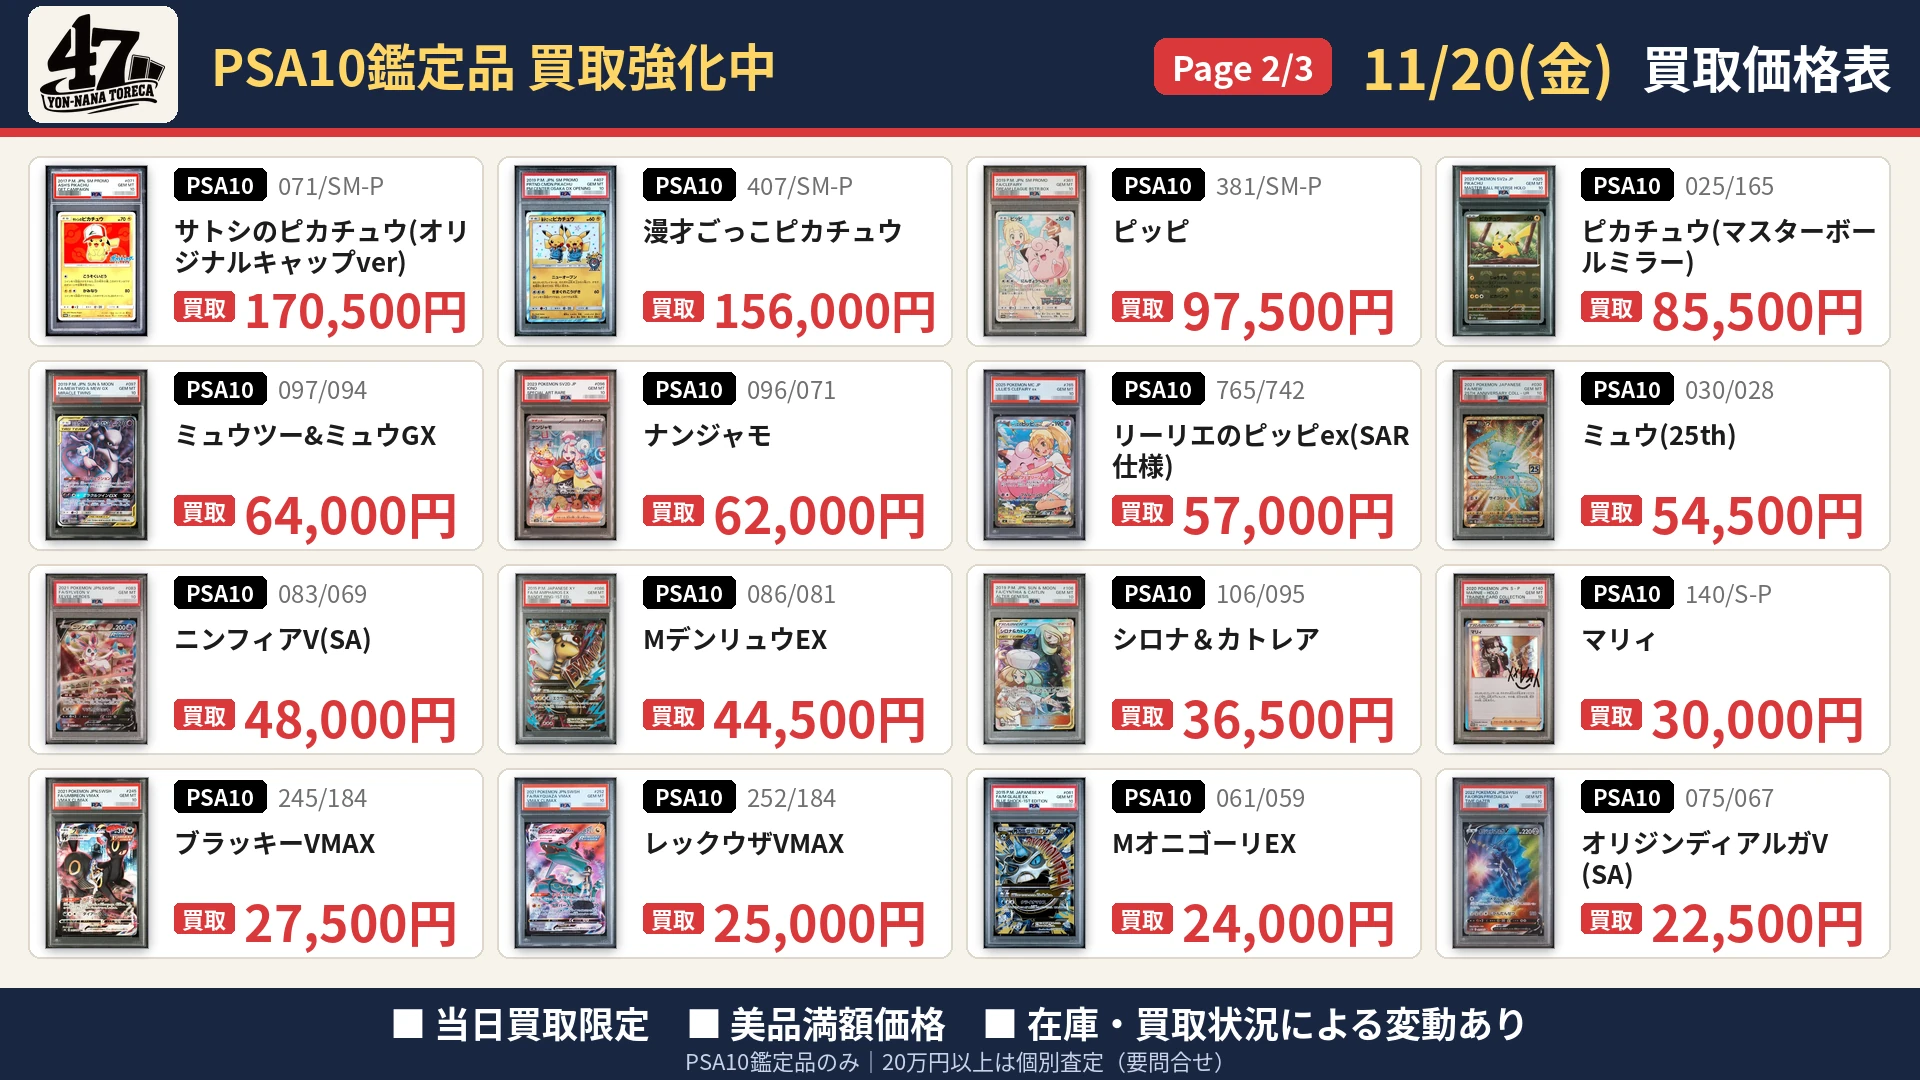 47
YON-NANA TORECA
PSA10鑑定品 買取強化中
Page 2/3
11/20(金) 買取価格表
PSA10 071/SM-P
サトシのピカチュウ(オリ
ジナルキャップver)
買取 170,500円
PSA10 407/SM-P
漫才ごっこピカチュウ
買取 156,000円
PSA10 381/SM-P
ピッピ
買取 97,500円
PSA10 025/165
ピカチュウ(マスターボー
ルミラー)
買取 85,500円
PSA10 097/094
ミュウツー&ミュウGX
買取 64,000円
PSA10 096/071
ナンジャモ
買取 62,000円
PSA10 765/742
リーリエのピッピex(SAR
仕様)
買取 57,000円
PSA10 030/028
ミュウ(25th)
買取 54,500円
PSA10 083/069
ニンフィアV(SA)
買取 48,000円
PSA10 086/081
MデンリュウEX
買取 44,500円
PSA10 106/095
シロナ＆カトレア
買取 36,500円
PSA10 140/S-P
マリィ
買取 30,000円
PSA10 245/184
ブラッキーVMAX
買取 27,500円
PSA10 252/184
レックウザVMAX
買取 25,000円
PSA10 061/059
MオニゴーリEX
買取 24,000円
PSA10 075/067
オリジンディアルガV
(SA)
買取 22,500円
■ 当日買取限定 ■ 美品満額価格 ■ 在庫・買取状況による変動あり
PSA10鑑定品のみ｜20万円以上は個別査定（要問合せ）